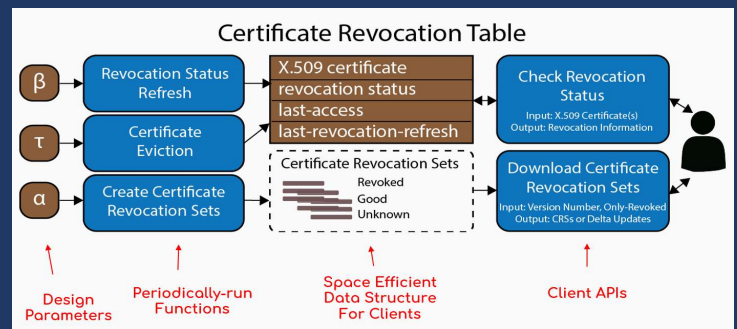 Certificate Revocation Table
β
Revocation Status
Refresh
X.509 certificate
revocation status
last-access
last-revocation-refresh
Check Revocation
Status
Input: X.509 Certificate(s)
Output: Revocation Information
τ
Certificate
Eviction
α
Create Certificate
Revocation Sets
Certificate Revocation Sets
Revoked
Good
Unknown
Download Certificate
Revocation Sets
Input: Version Number, Only-Revoked
Output: CRSs or Delta Updates
Design
Parameters
Periodically-run
Functions
Space Efficient
Data Structure
For Clients
Client APIs